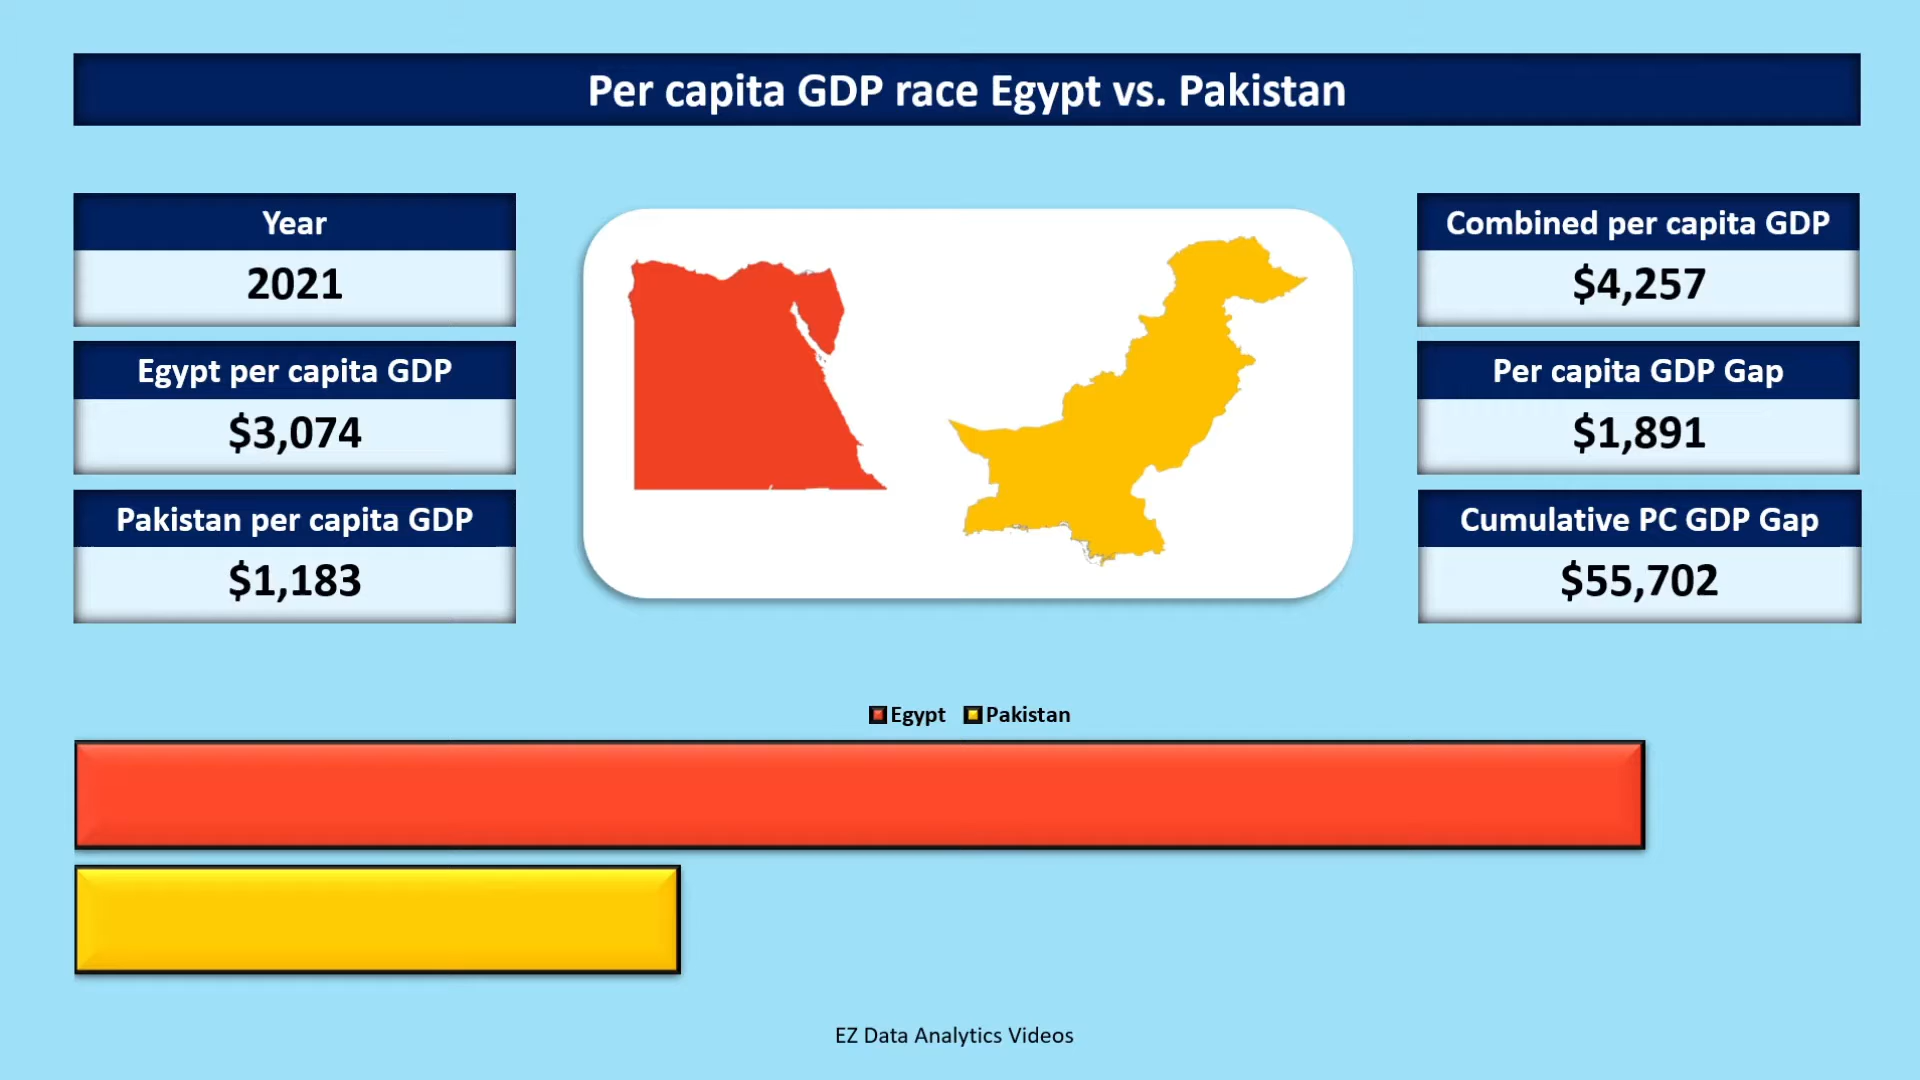 Per capita GDP race Egypt vs. Pakistan
Year
2021
Egypt per capita GDP
$3,074
Pakistan per capita GDP
$1,183
Combined per capita GDP
$4,257
Per capita GDP Gap
$1,891
Cumulative PC GDP Gap
$55,702
Egypt Pakistan
EZ Data Analytics Videos